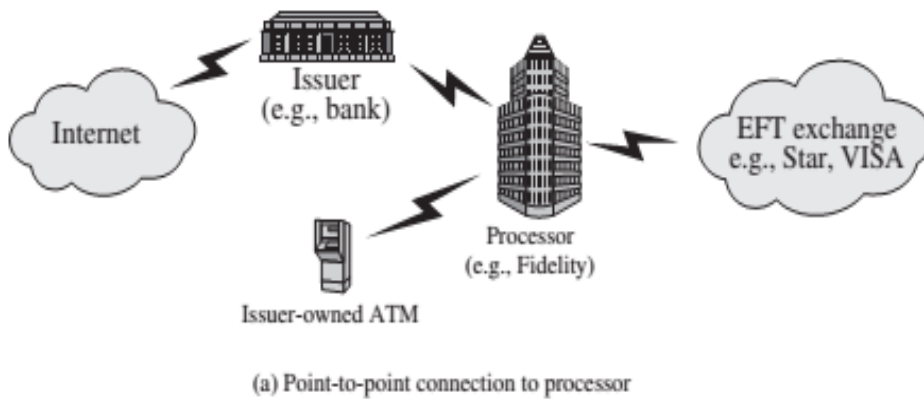 Issuer
(e.g., bank)
Internet
EFT exchange
e.g., Star, VISA
Processor
(e.g., Fidelity)
Issuer-owned ATM
(a) Point-to-point connection to processor